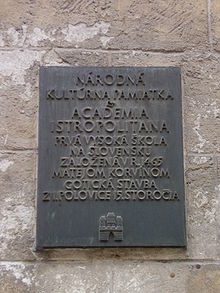 NÁRODNÁ
KULTÚRNA PAMIATKA
ACADEMIA
ISTROPOLITANA
PRVÁ VYSOKÁ ŠKOLA
NA SLOVENSKU
ZALOŽENÁ V R. 1465
MATEJOM KORVÍNOM
GOTICKÁ STAVBA
Z 1. POLOVICE 15. STOROČIA